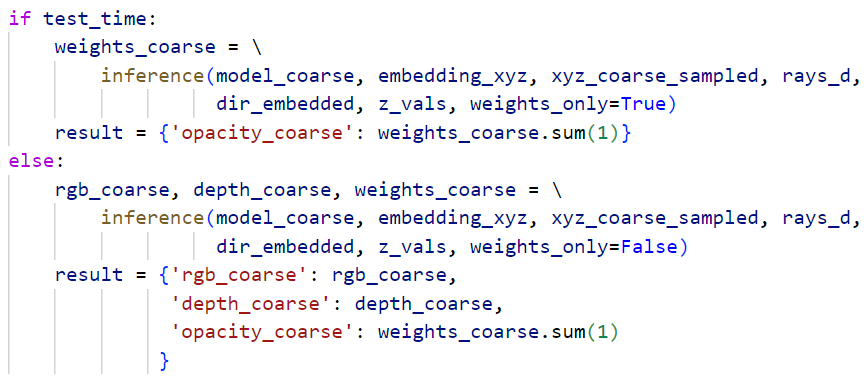 if test_time:
    weights_coarse = \
        inference(model_coarse, embedding_xyz, xyz_coarse_sampled, rays_d,
                  dir_embedded, z_vals, weights_only=True)
    result = {'opacity_coarse': weights_coarse.sum(1)}
else:
    rgb_coarse, depth_coarse, weights_coarse = \
        inference(model_coarse, embedding_xyz, xyz_coarse_sampled, rays_d,
                  dir_embedded, z_vals, weights_only=False)
    result = {'rgb_coarse': rgb_coarse,
              'depth_coarse': depth_coarse,
              'opacity_coarse': weights_coarse.sum(1)
             }